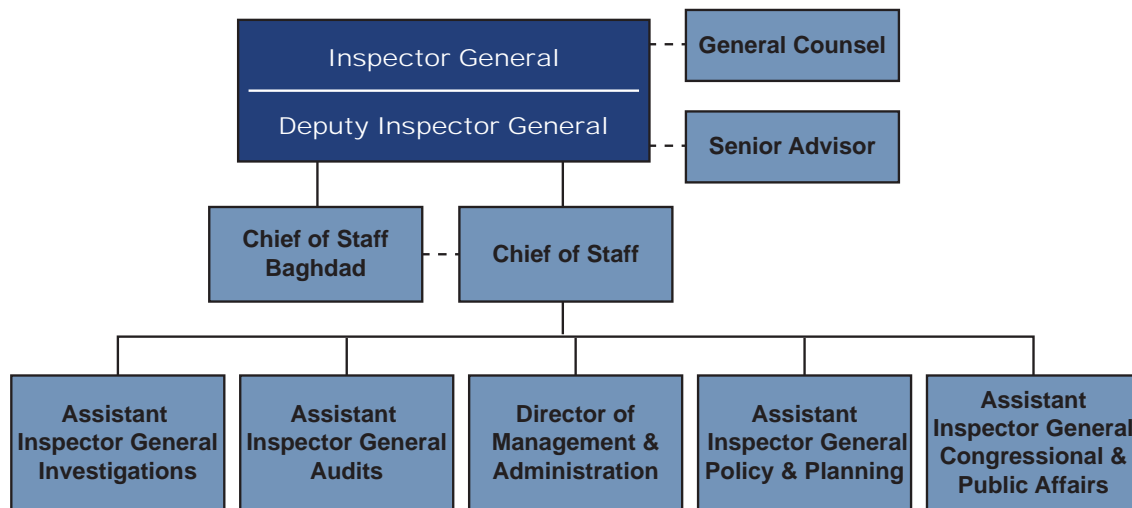 Inspector General
Deputy Inspector General
General Counsel
Senior Advisor
Chief of Staff
Baghdad
Chief of Staff
Assistant
Inspector General
Investigations
Assistant
Inspector General
Audits
Director of
Management &
Administration
Assistant
Inspector General
Policy & Planning
Assistant
Inspector General
Congressional &
Public Affairs